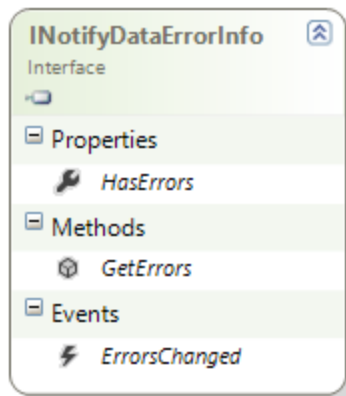 INotifyDataErrorInfo
Interface
Properties
HasErrors
Methods
GetErrors
Events
ErrorsChanged